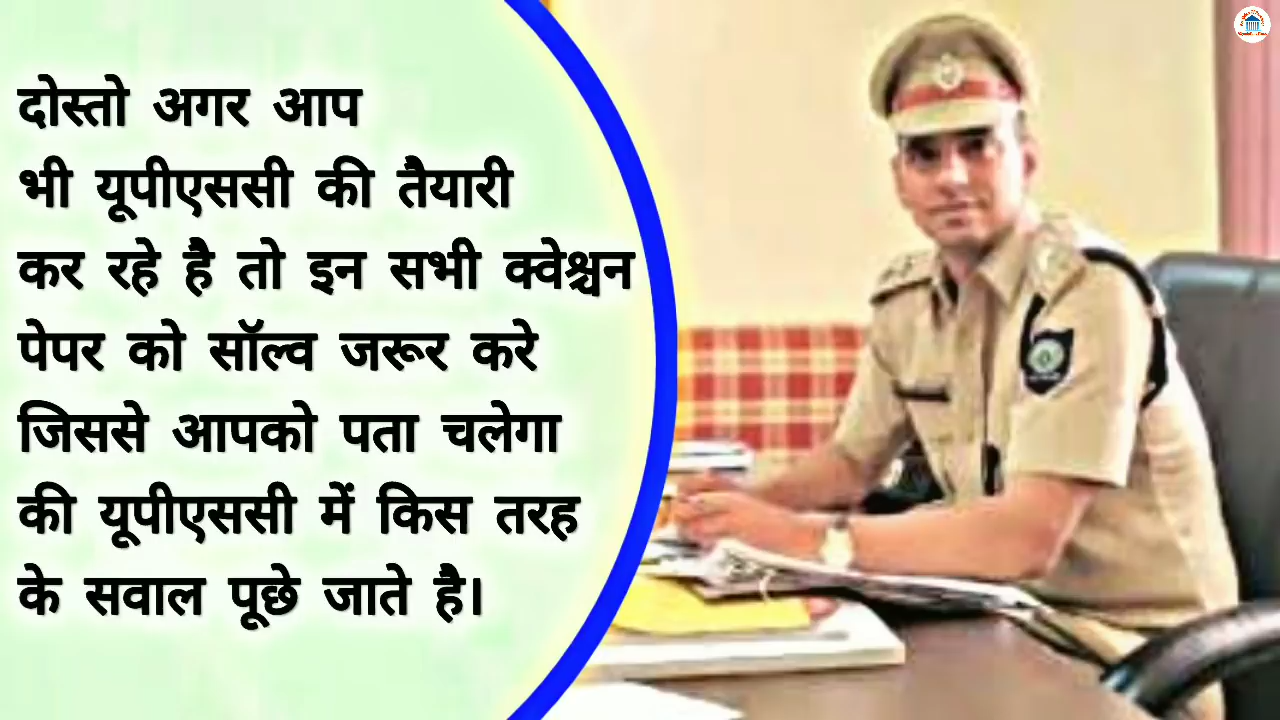 दोस्तो अगर आप
भी यूपीएससी की तैयारी
कर रहे है तो इन सभी क्वेश्चन
पेपर को सॉल्व जरूर करे
जिससे आपको पता चलेगा
की यूपीएससी में किस तरह
के सवाल पूछे जाते है।